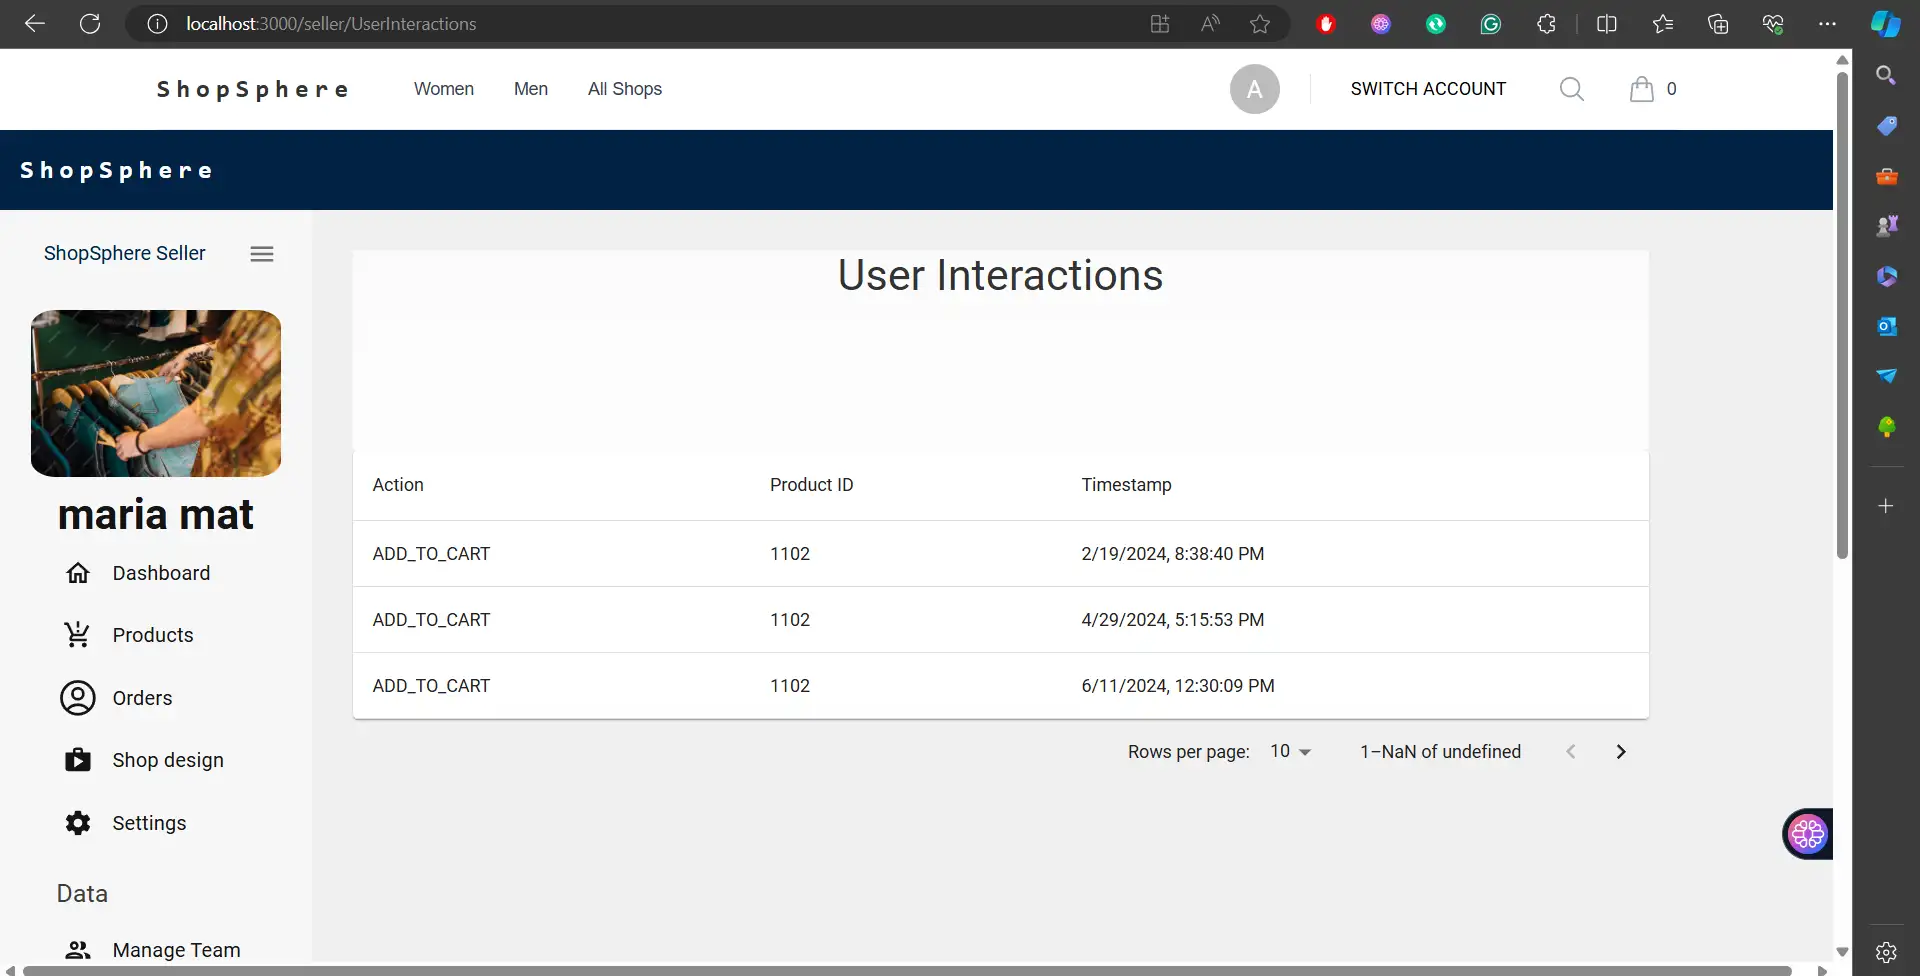 localhost:3000/seller/UserInteractions
ShopSphere Women Men All Shops A SWITCH ACCOUNT 0
ShopSphere
ShopSphere Seller
User Interactions
Action Product ID Timestamp
ADD_TO_CART 1102 2/19/2024, 8:38:40 PM
ADD_TO_CART 1102 4/29/2024, 5:15:53 PM
ADD_TO_CART 1102 6/11/2024, 12:30:09 PM
Rows per page: 10 1–NaN of undefined
maria mat
Dashboard
Products
Orders
Shop design
Settings
Data
Manage Team